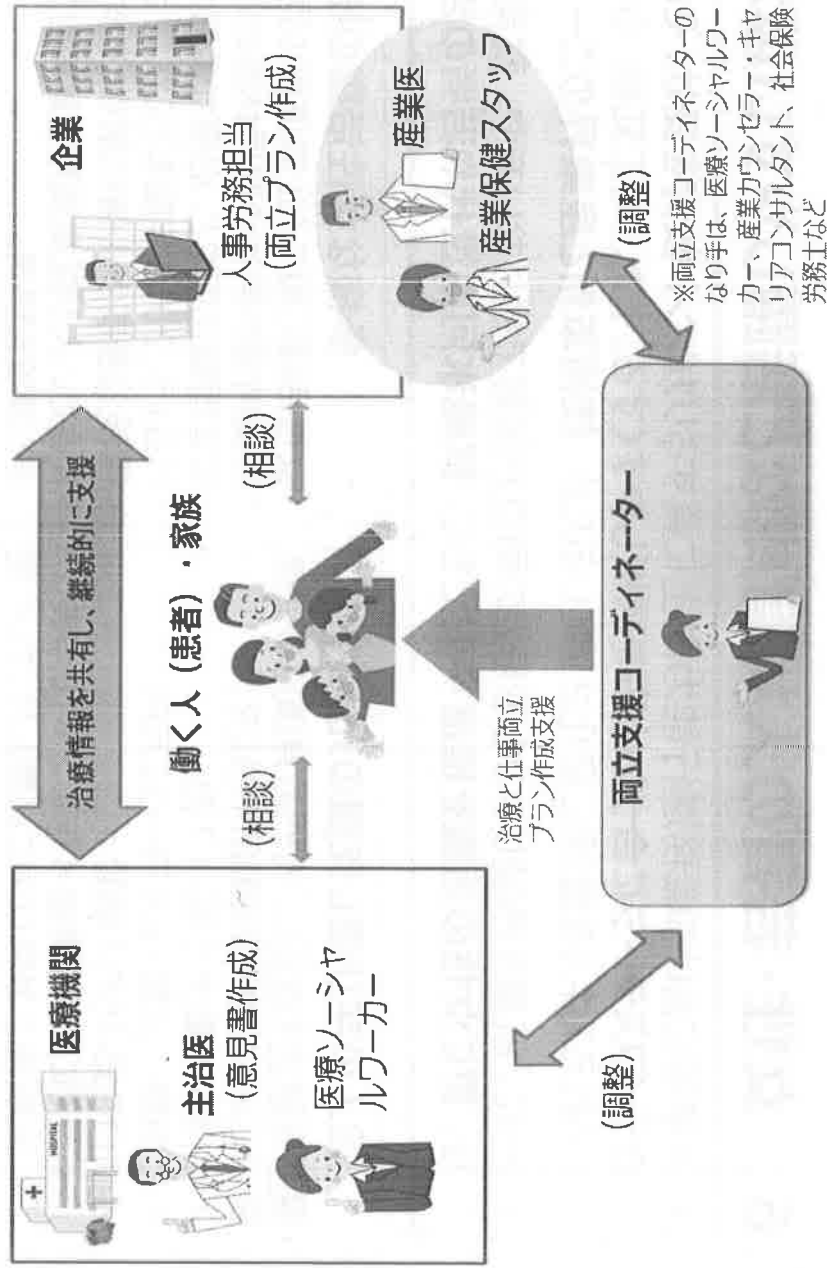 治療情報を共有し、継続的に支援
医療機関
HOSPITAL
主治医
(意見書作成)
医療ソーシャ
ルワーカー
(相談)
働く人（患者）・家族
(相談)
企業
人事労務担当
(両立プラン作成)
産業医
産業保健スタッフ
治療と仕事両立
プラン作成支援
(調整)
両立支援コーディネーター
(調整)
※両立支援コーディネーターの
なり手は、医療ソーシャルワー
カー、産業カウンセラー・キャ
リアコンサルタント、社会保険
労務士など